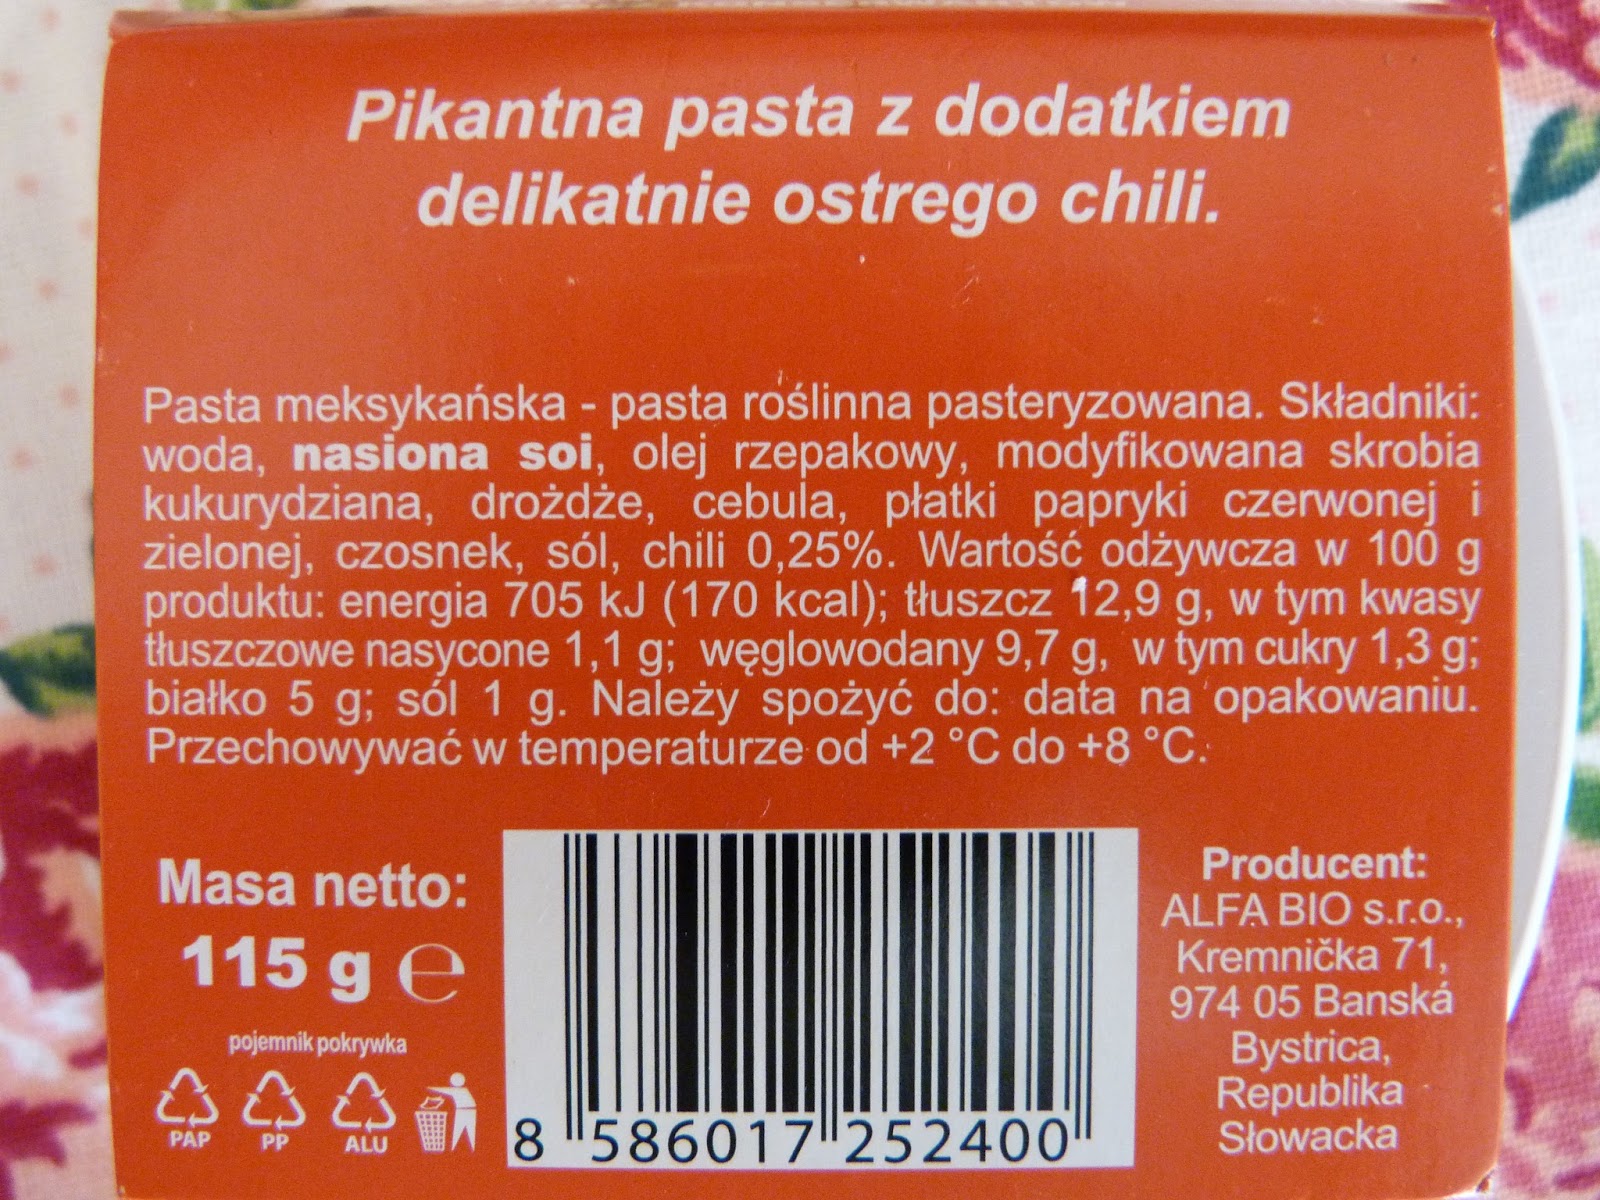 Pikantna pasta z dodatkiem
delikatnie ostrego chili.
Pasta meksykańska - pasta roślinna pasteryzowana. Składniki:
woda, nasiona soi, olej rzepakowy, modyfikowana skrobia
kukurydziana, drożdże, cebula, płatki papryki czerwonej i
zielonej, czosnek, sól, chili 0,25%. Wartość odżywcza w 100 g
produktu: energia 705 kJ (170 kcal); tłuszcz 12,9 g, w tym kwasy
tłuszczowe nasycone 1,1 g; węglowodany 9,7 g, w tym cukry 1,3 g;
białko 5 g; sól 1 g. Należy spożyć do: data na opakowaniu.
Przechowywać w temperaturze od +2 °C do +8 °C.
Masa netto:
115 g ℮
pojemnik pokrywka
PAP PP ALU
8 586017 252400
Producent:
ALFA BIO s.r.o.,
Kremnička 71,
974 05 Banská
Bystrica,
Republika
Słowacka